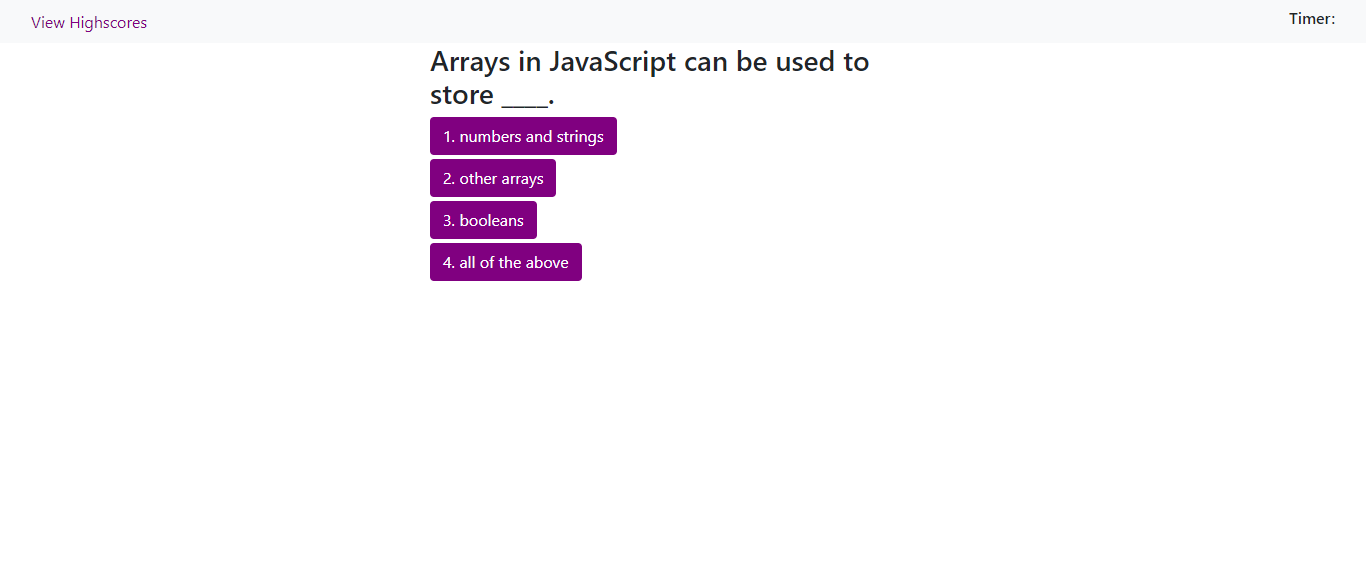 View Highscores
Timer:
Arrays in JavaScript can be used to
store ____.
1. numbers and strings
2. other arrays
3. booleans
4. all of the above